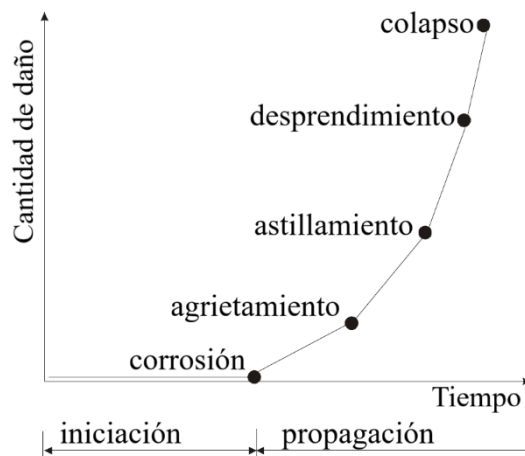 colapso
desprendimiento
astillamiento
agrietamiento
corrosión
Cantidad de daño
Tiempo
iniciación
propagación